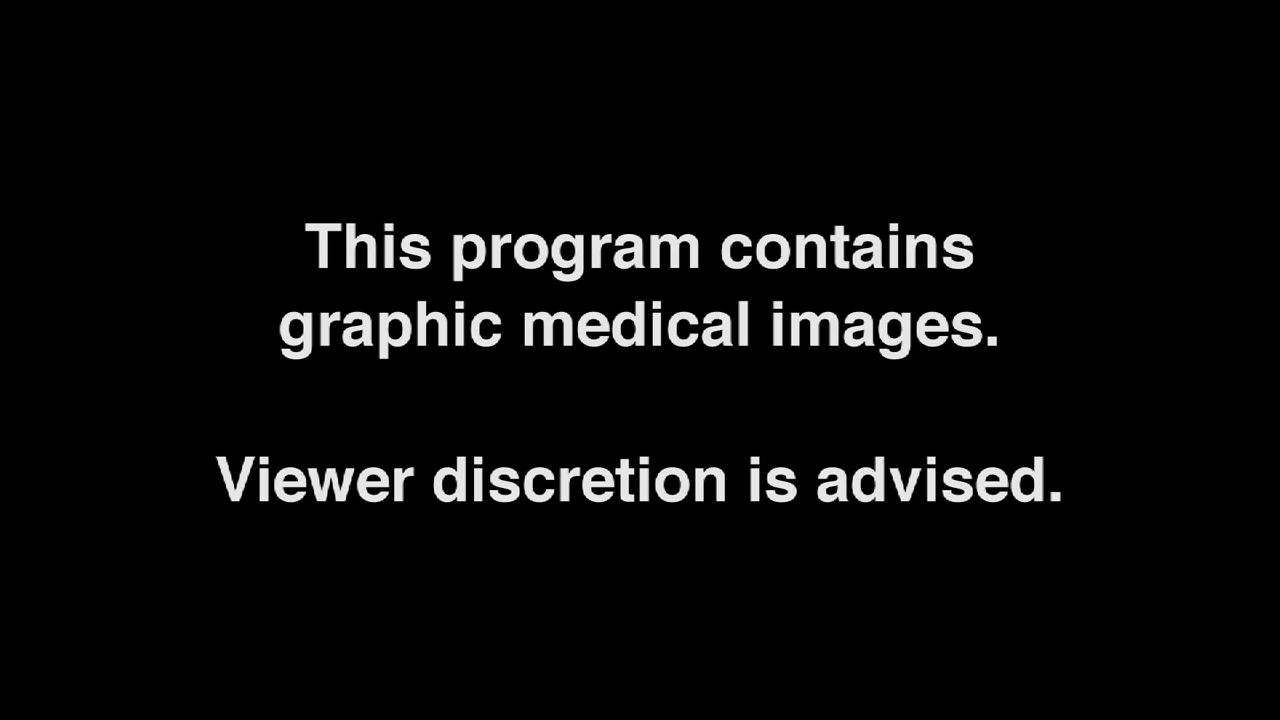 This program contains
graphic medical images.
Viewer discretion is advised.